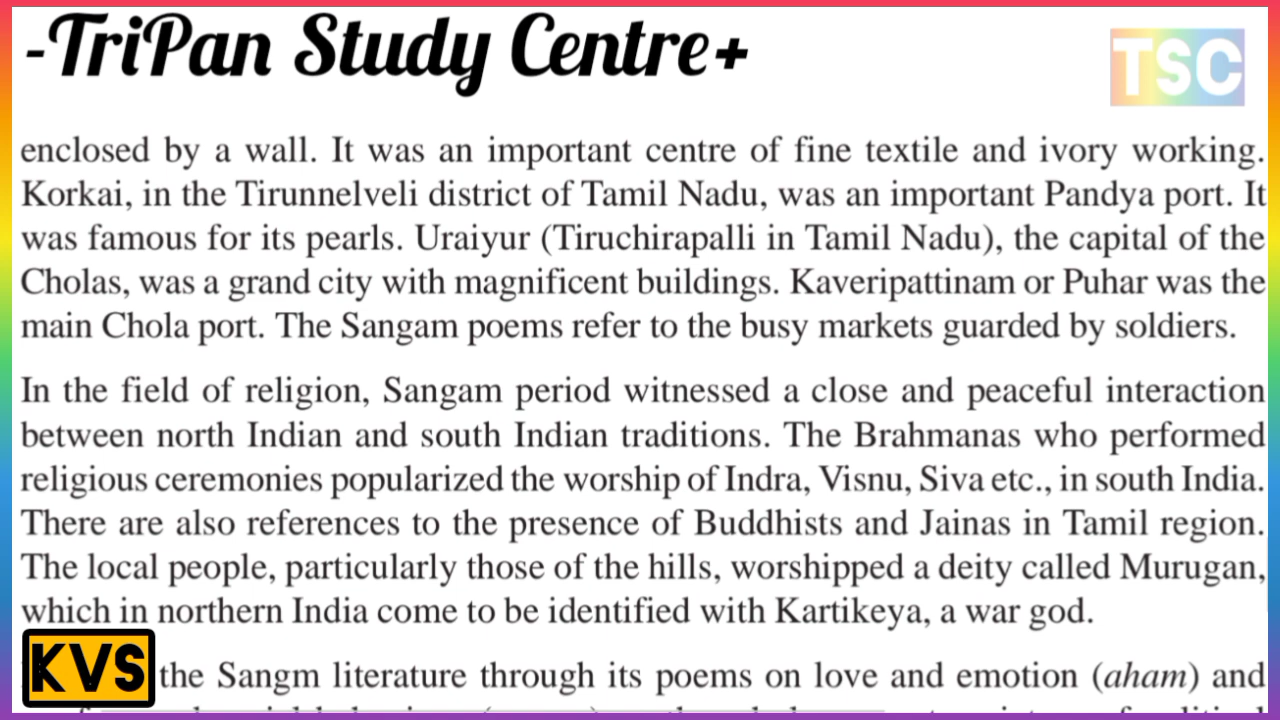 -TriPan Study Centre+
TSC
enclosed by a wall. It was an important centre of fine textile and ivory working.
Korkai, in the Tirunnelveli district of Tamil Nadu, was an important Pandya port. It
was famous for its pearls. Uraiyur (Tiruchirapalli in Tamil Nadu), the capital of the
Cholas, was a grand city with magnificent buildings. Kaveripattinam or Puhar was the
main Chola port. The Sangam poems refer to the busy markets guarded by soldiers.
In the field of religion, Sangam period witnessed a close and peaceful interaction
between north Indian and south Indian traditions. The Brahmanas who performed
religious ceremonies popularized the worship of Indra, Visnu, Siva etc., in south India.
There are also references to the presence of Buddhists and Jainas in Tamil region.
The local people, particularly those of the hills, worshipped a deity called Murugan,
which in northern India come to be identified with Kartikeya, a war god.
KVS
the Sangm literature through its poems on love and emotion (aham) and